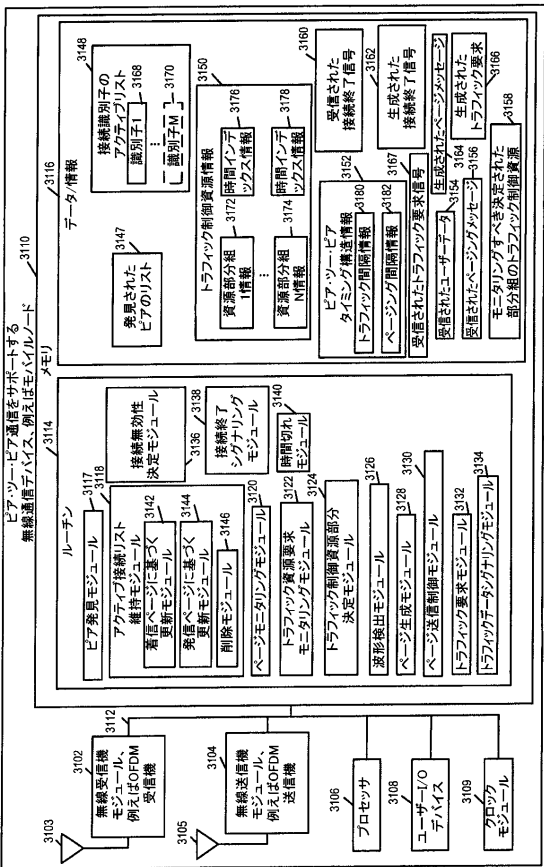 ピア・ツー・ピア通信をサポートする
無線通信デバイス、例えばモバイルノード
3110
3103
3102
無線受信機
モジュール、
例えばOFDM
受信機
3112
3105
3104
無線送信機
モジュール、
例えばOFDM
送信機
3106
プロセッサ
3108
ユーザーI/O
デバイス
3109
クロック
モジュール
メモリ
3116
3114
ルーチン
3117
ピア発見モジュール
3118
アクティブ接続リスト
維持モジュール
3142
着信ページに基づく
更新モジュール
3144
発信ページに基づく
更新モジュール
3146
削除モジュール
3120
ページモニタリングモジュール
3122
トラフィック資源要求
モニタリングモジュール
3124
トラフィック制御資源部分
決定モジュール
3126
波形検出モジュール
3128
ページ生成モジュール
3130
ページ送信制御モジュール
3132
トラフィック要求モジュール
3134
トラフィックデータシグナリングモジュール
接続無効性
決定モジュール
3136
3138
接続終了
シグナリング
モジュール
3140
時間切れ
モジュール
データ/情報
3147
発見された
ピアのリスト
3148
接続識別子の
アクティブリスト
3168
識別子1
⋮
3170
識別子M
3150
トラフィック制御資源情報
3172
資源部分組
1情報
3176
時間インデ
ックス情報
⋮
3174
資源部分組
N情報
3178
時間インデ
ックス情報
3152
ピア・ツー・ピア
タイミング構造情報
3180
トラフィック間隔情報
3182
ページング間隔情報
3160
受信された
接続終了信号
3162
生成された
接続終了信号
3167
受信されたトラフィック要求信号
3164
生成されたページメッセージ
3154
受信されたユーザーデータ
3156
受信されたページングメッセージ
3166
生成された
トラフィック要求
3158
モニタリングすべき決定された
部分組のトラフィック制御資源